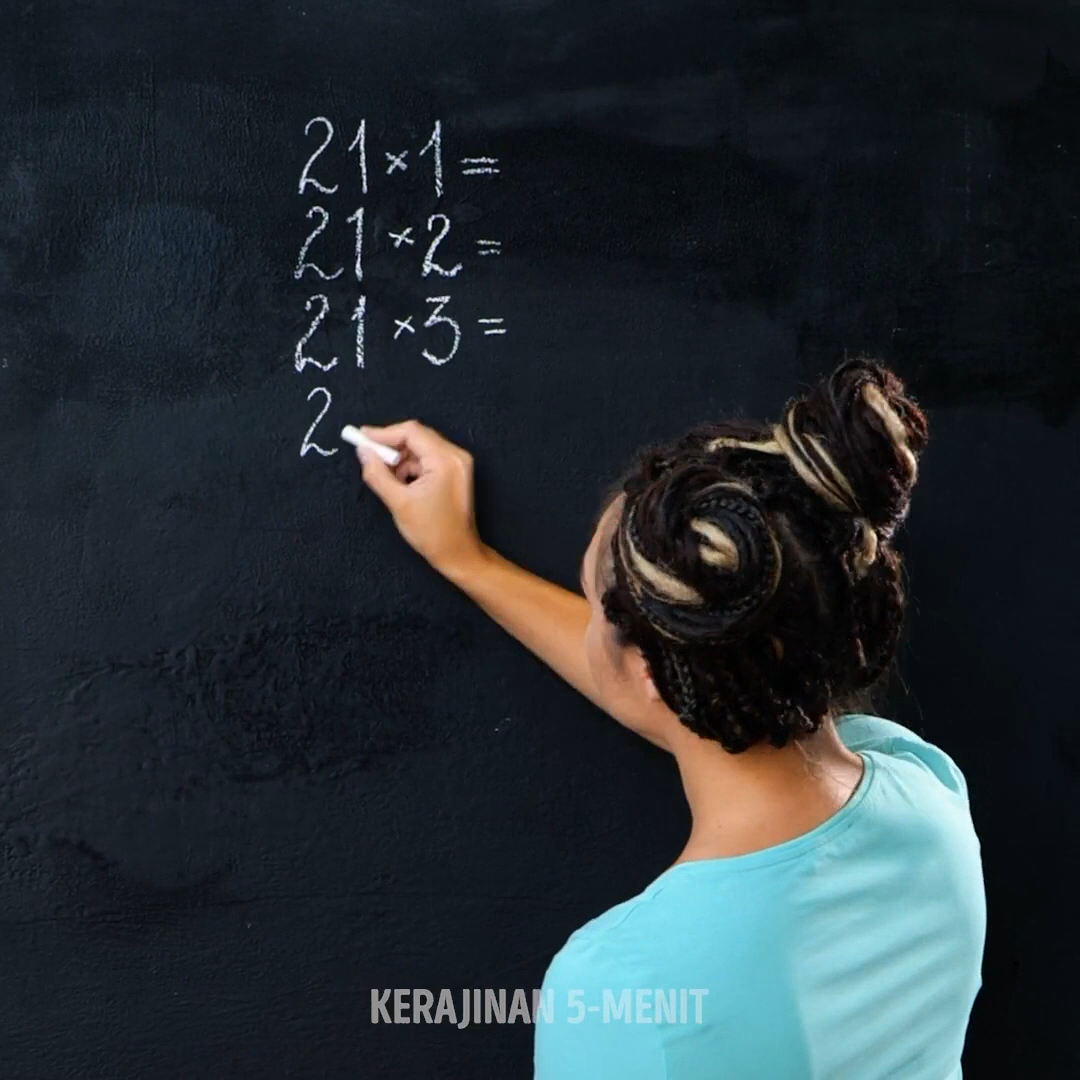 21×1=
21×2=
21×3=
2
KERAJINAN 5-MENIT